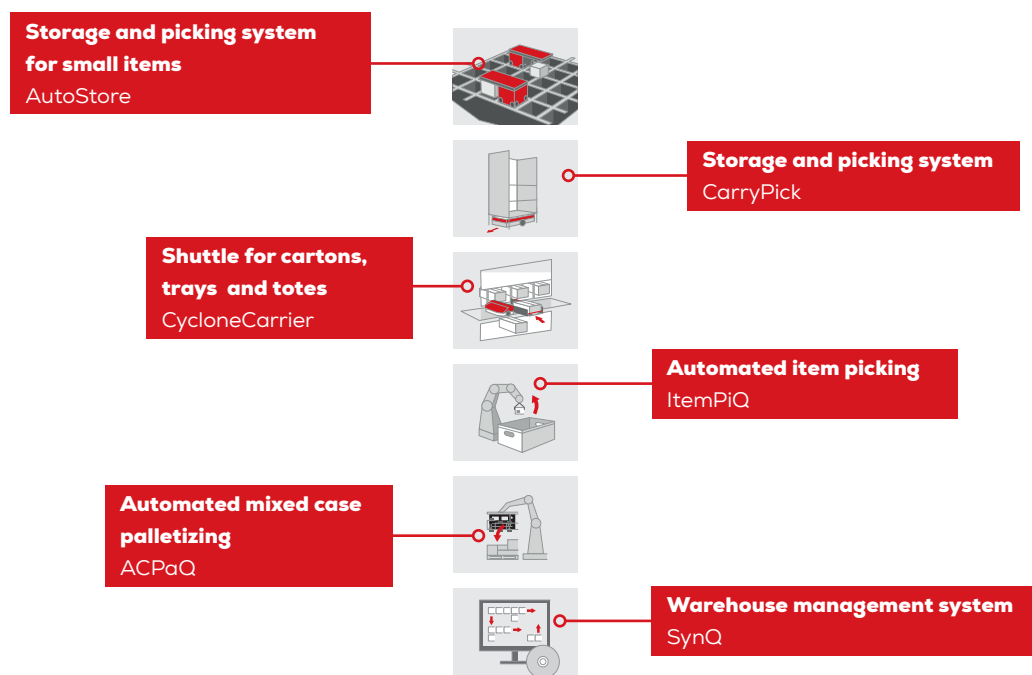 Storage and picking system
for small items
AutoStore
Storage and picking system
CarryPick
Shuttle for cartons,
trays and totes
CycloneCarrier
Automated item picking
ItemPiQ
Automated mixed case
palletizing
ACPaQ
Warehouse management system
SynQ